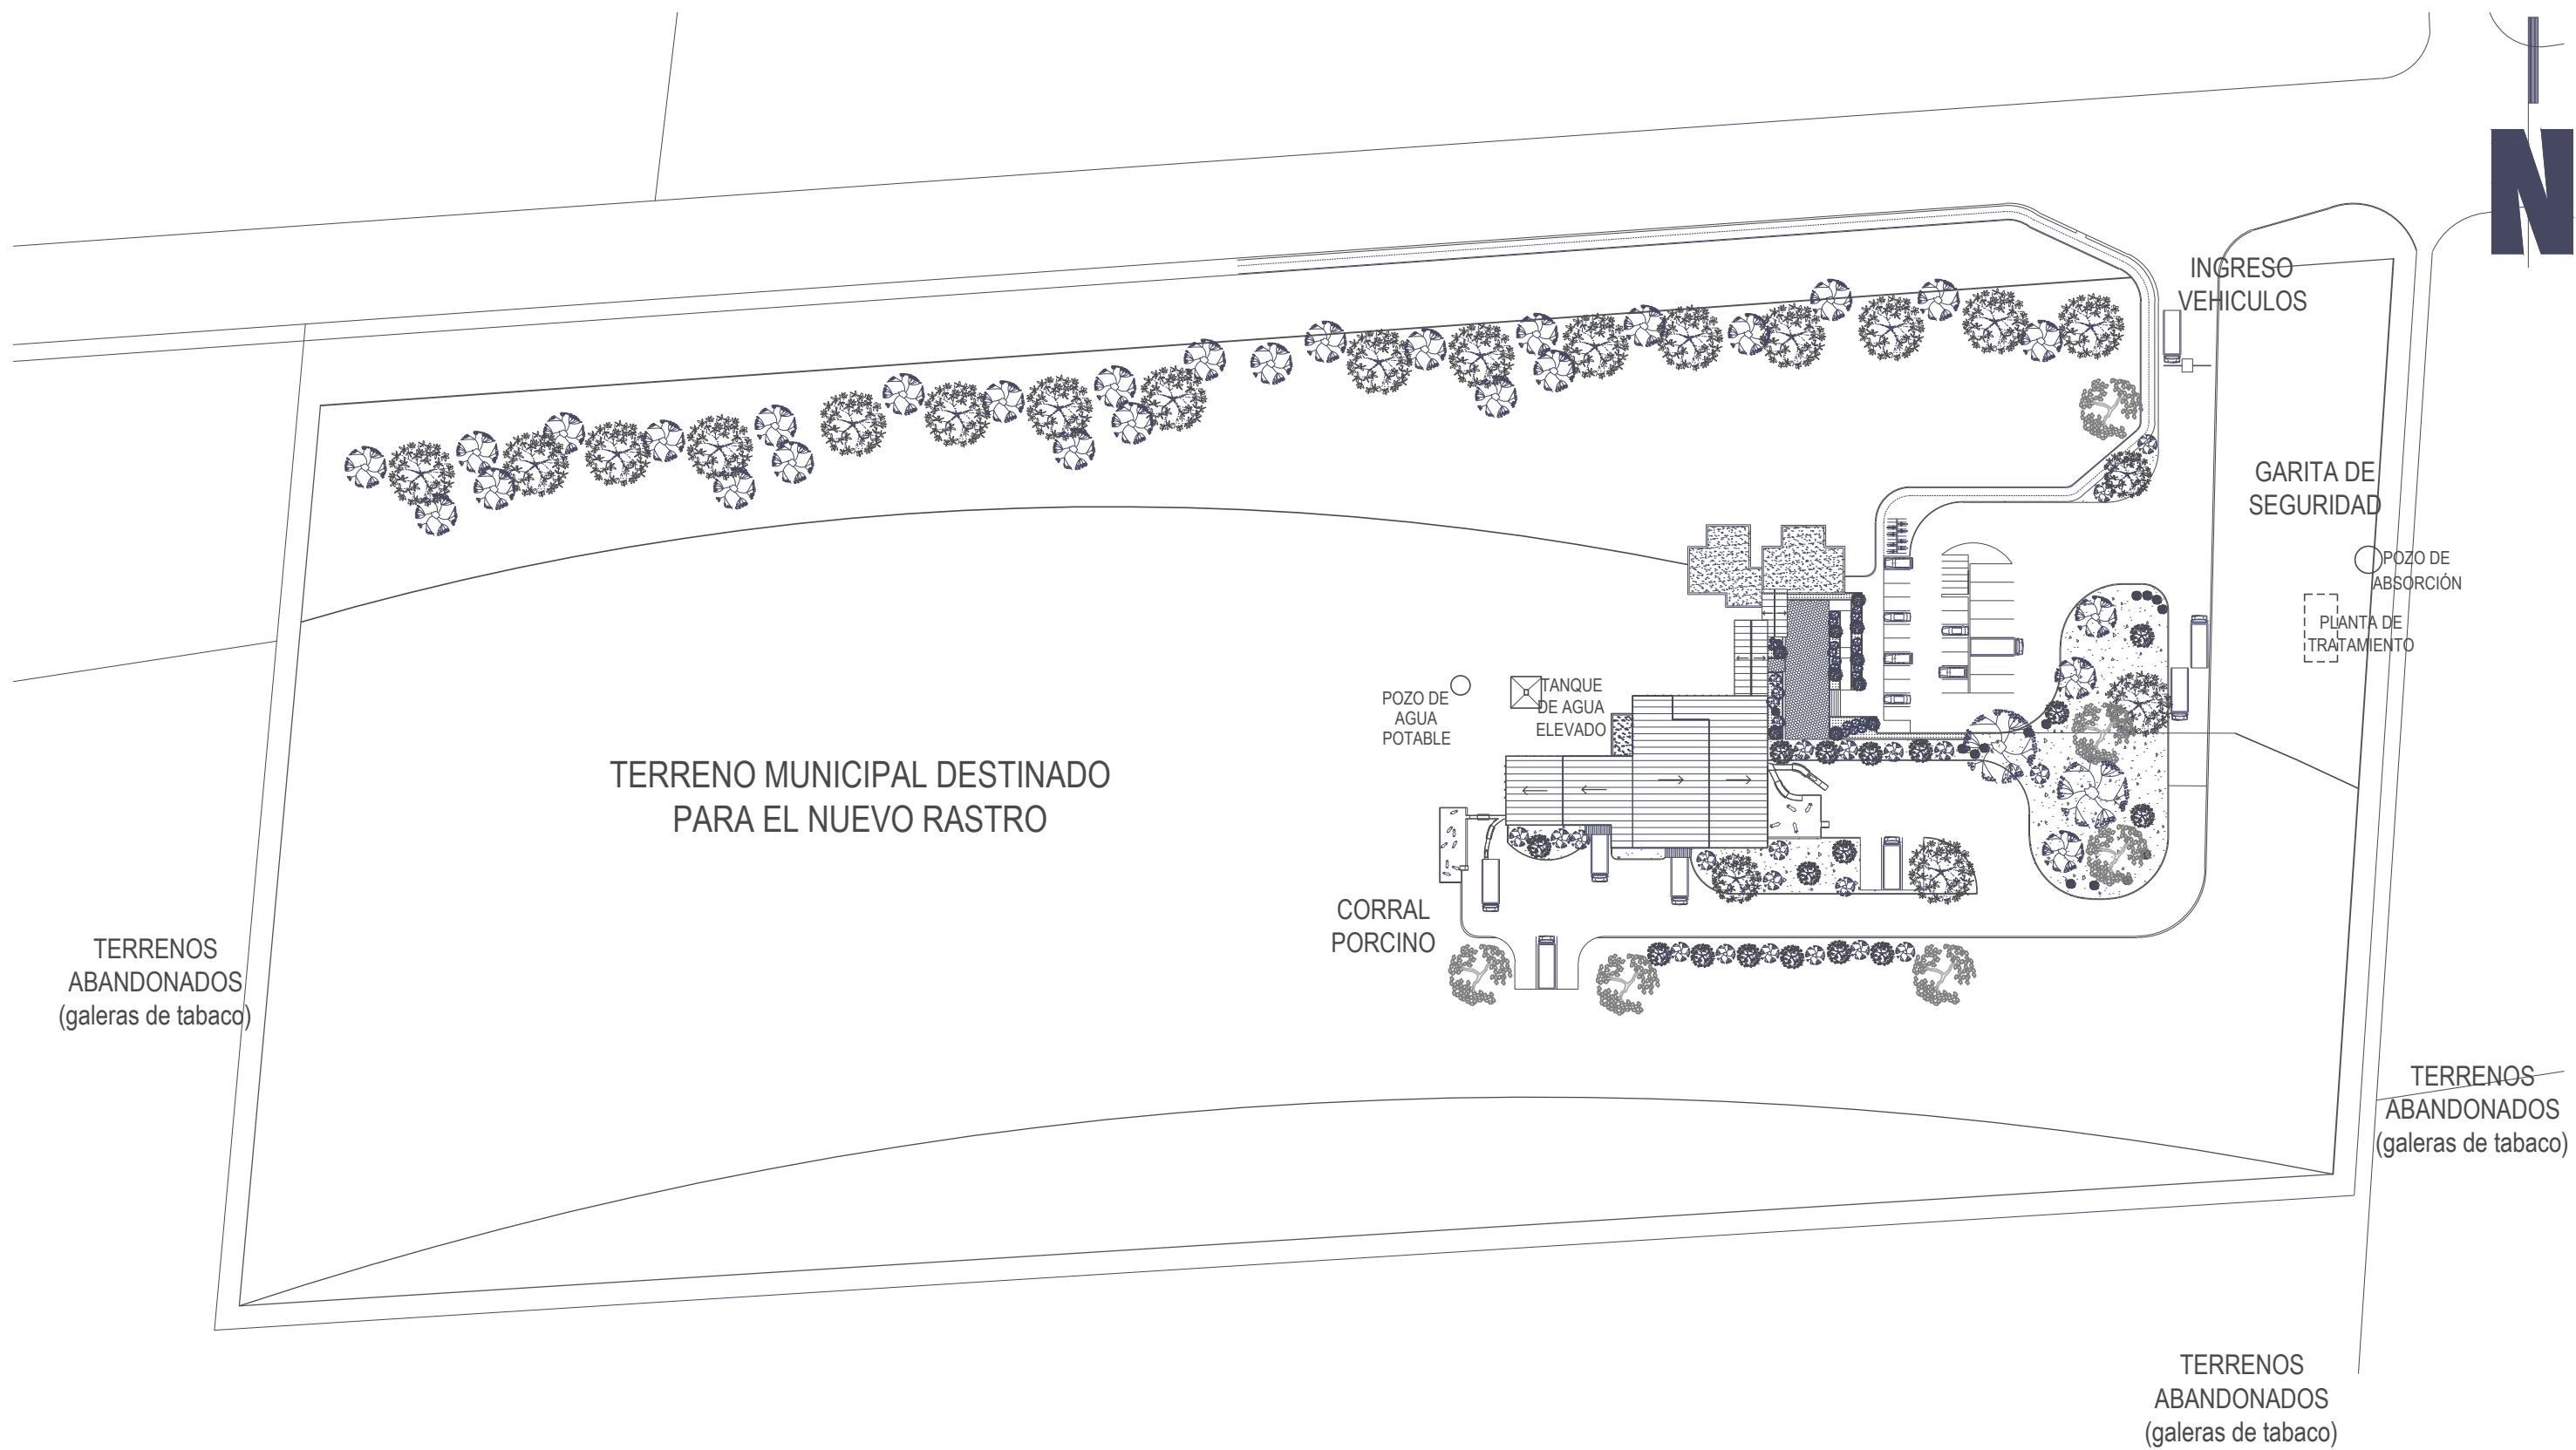 N
INGRESO
VEHICULOS
GARITA DE
SEGURIDAD
POZO DE
ABSORCIÓN
PLANTA DE
TRATAMIENTO
POZO DE
AGUA
POTABLE
TANQUE
DE AGUA
ELEVADO
TERRENO MUNICIPAL DESTINADO
PARA EL NUEVO RASTRO
CORRAL
PORCINO
TERRENOS
ABANDONADOS
(galeras de tabaco)
TERRENOS
ABANDONADOS
(galeras de tabaco)
TERRENOS
ABANDONADOS
(galeras de tabaco)